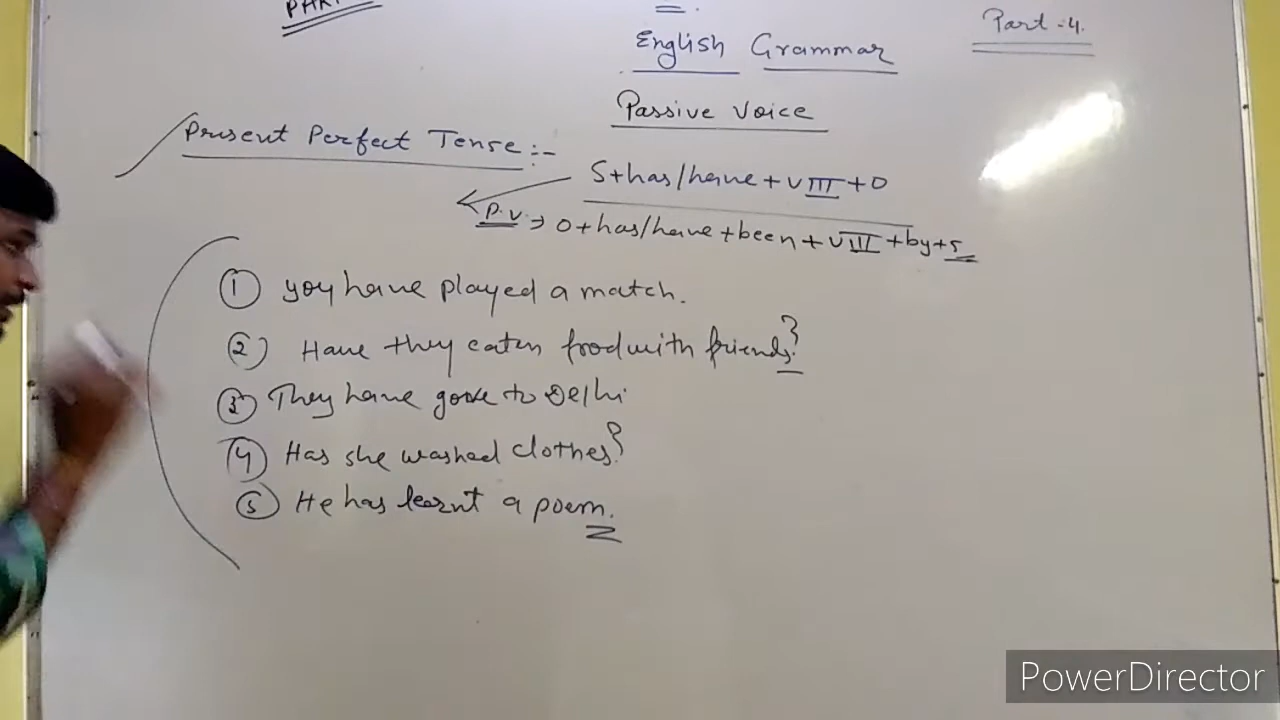 PART
English Grammar
Part-4.
Passive Voice
Present Perfect Tense:-
S+has/have+VIII+O
P.V.→ O+has/have+been+VIII+by+S
① You have played a match.
② Have they eaten food with friends?
③ They have gone to Delhi.
④ Has she washed clothes?
⑤ He has learnt a poem.
PowerDirector